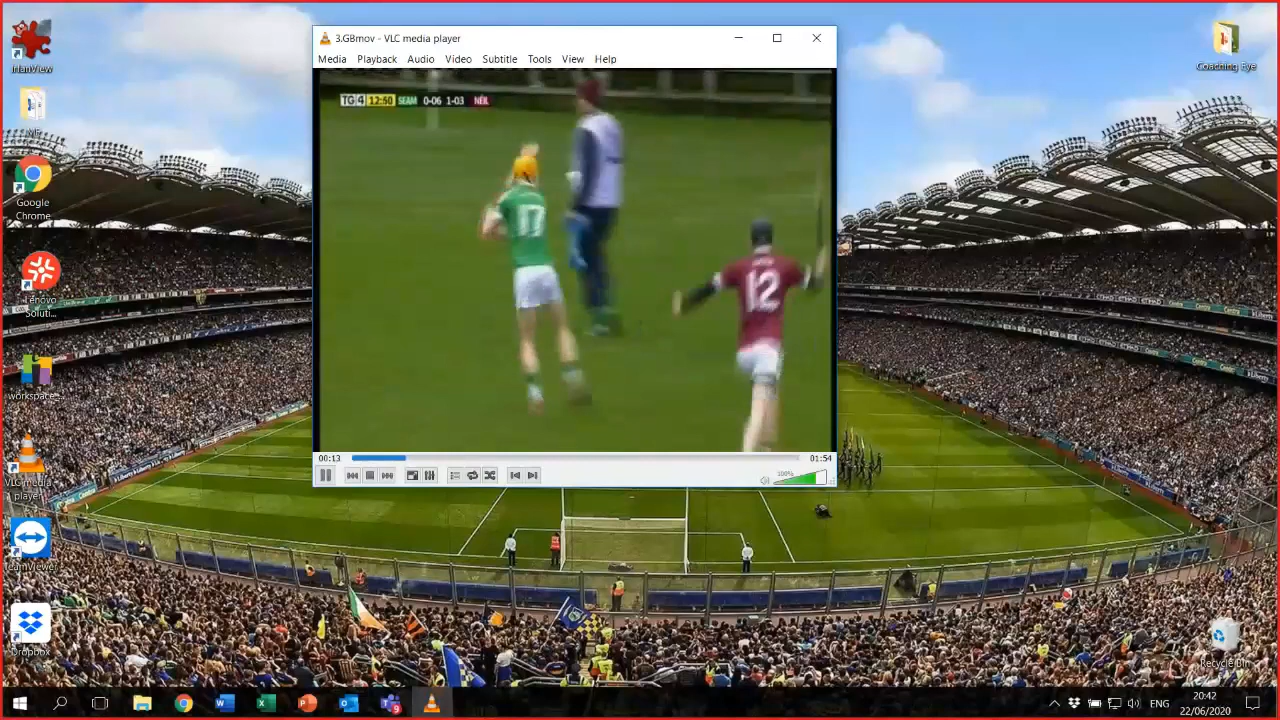 3.GBmov - VLC media player
Media Playback Audio Video Subtitle Tools View Help
TG4 12:50 SEAM 0-06 1-03 NEIL
17
12
00:13
01:54
100%
IrfanView
Google
Chrome
Lenovo
Soluti...
workspace...
VLC media
player
TeamViewer
Dropbox
Coaching Eye
Recycle Bin
ENG
20:42
22/06/2020